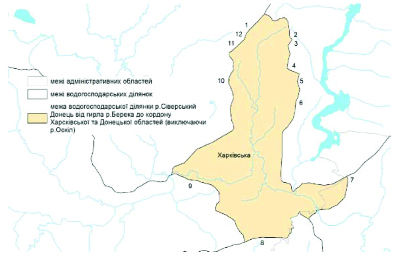 1
2
3
4
5
6
7
8
9
10
11
12
межі адміністративних областей
межі водогосподарських ділянок
межа водогосподарської ділянки р.Сіверський
Донець від гирла р.Берека до кордону
Харсківської та Донецької областей (виключаючи
р.Оскіл)
Харківська